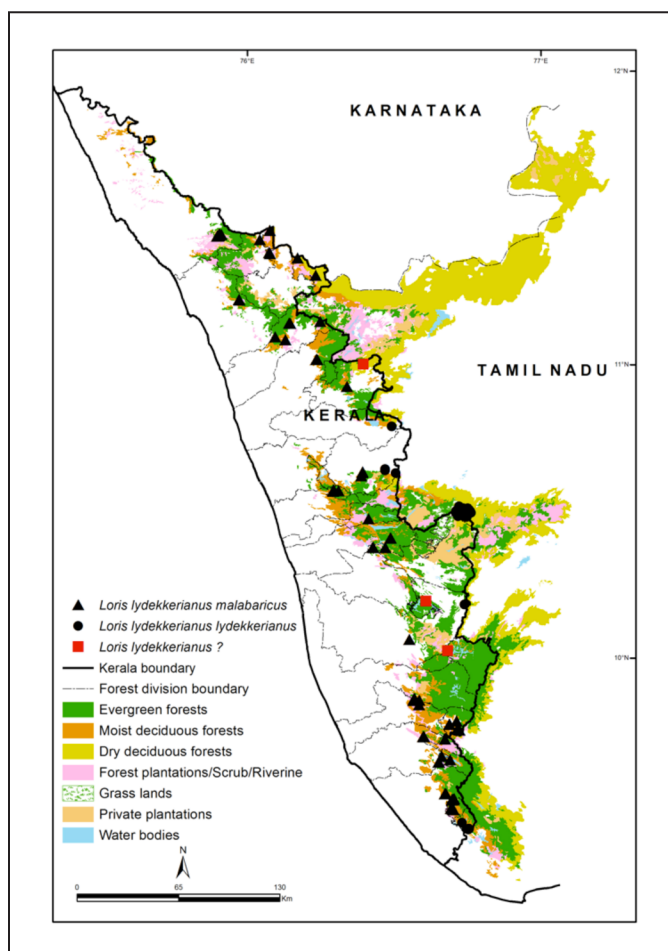 76°E 77°E
12°N
KARNATAKA
11°N
TAMIL NADU
KERALA
Loris lydekkerianus malabaricus
Loris lydekkerianus lydekkerianus
Loris lydekkerianus ?
Kerala boundary
10°N
Forest division boundary
Evergreen forests
Moist deciduous forests
Dry deciduous forests
Forest plantations/Scrub/Riverine
Grass lands
Private plantations
Water bodies
N
0 65 130
Km